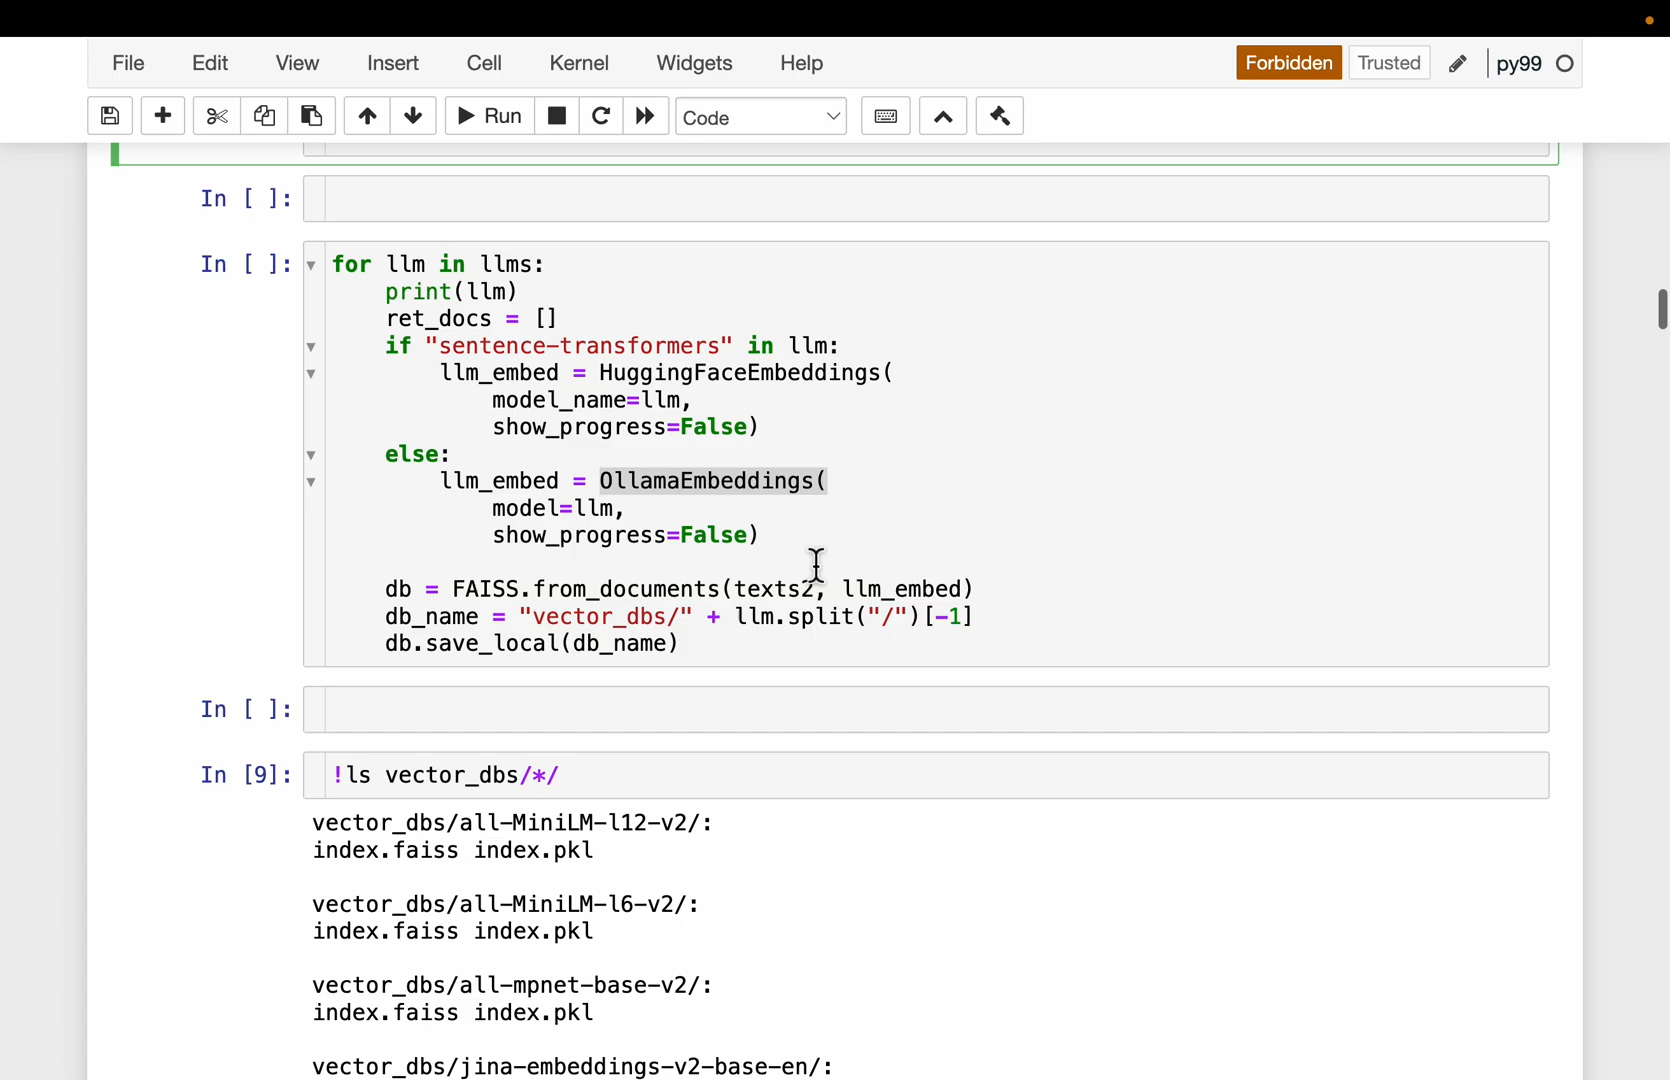 File Edit View Insert Cell Kernel Widgets Help Forbidden Trusted py99
Run Code
In [ ]:
In [ ]: for llm in llms:
print(llm)
ret_docs = []
if "sentence-transformers" in llm:
llm_embed = HuggingFaceEmbeddings(
model_name=llm,
show_progress=False)
else:
llm_embed = OllamaEmbeddings(
model=llm,
show_progress=False)
db = FAISS.from_documents(texts2, llm_embed)
db_name = "vector_dbs/" + llm.split("/")[-1]
db.save_local(db_name)
In [ ]:
In [9]: !ls vector_dbs/*/
vector_dbs/all-MiniLM-l12-v2/:
index.faiss index.pkl
vector_dbs/all-MiniLM-l6-v2/:
index.faiss index.pkl
vector_dbs/all-mpnet-base-v2/:
index.faiss index.pkl
vector_dbs/jina-embeddings-v2-base-en/: